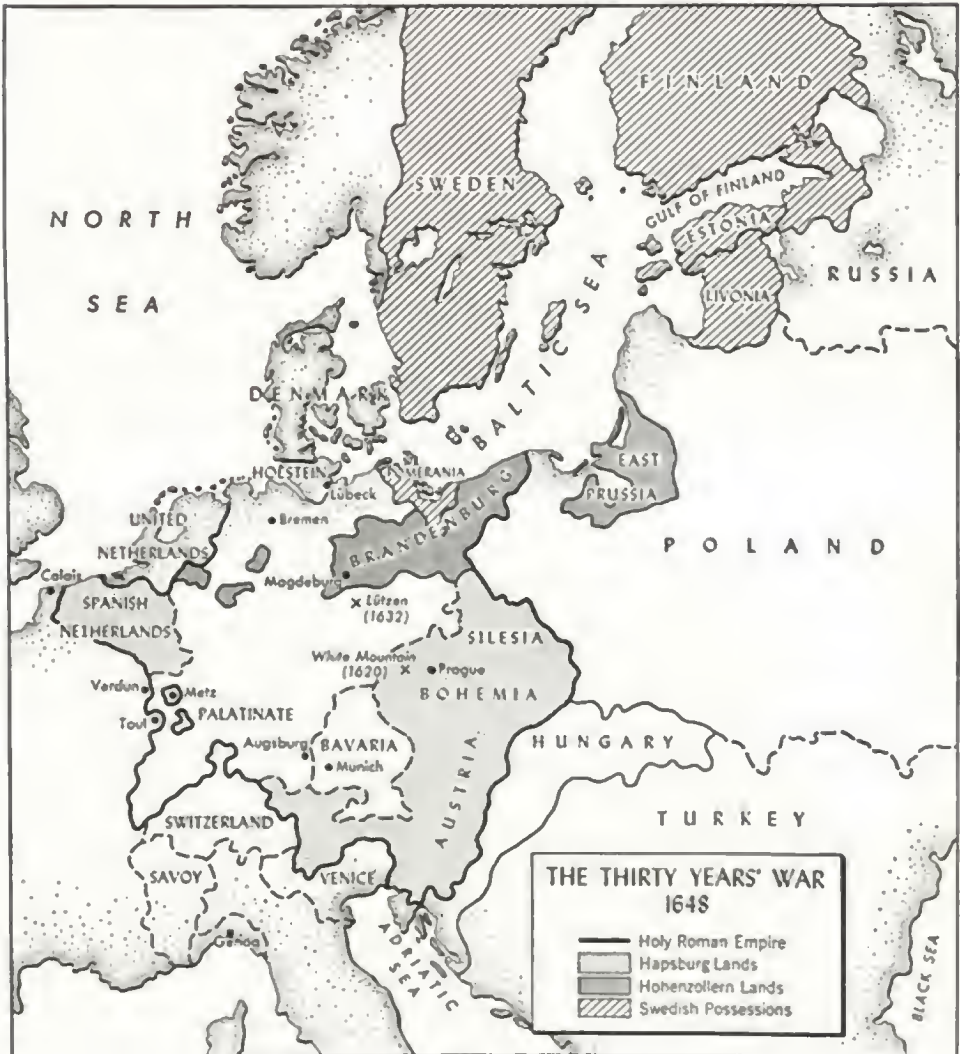 FINLAND
SWEDEN
NORTH
SEA
GULF OF FINLAND
ESTONIA
RUSSIA
LIVONIA
BALTIC SEA
DENMARK
HOLSTEIN
Lübeck
MERANIA
EAST
PRUSSIA
UNITED
NETHERLANDS
Bremen
BRANDENBURG
POLAND
Calais
Magdeburg
SPANISH
NETHERLANDS
Lützen
(1632)
SILESIA
White Mountain
(1620)
Prague
BOHEMIA
Verdun
Metz
Toul
PALATINATE
Augsburg
BAVARIA
Munich
HUNGARY
AUSTRIA
TURKEY
SWITZERLAND
SAVOY
VENICE
Genoa
ADRIATIC
SEA
BLACK SEA
THE THIRTY YEARS' WAR
1648
Holy Roman Empire
Hapsburg Lands
Hohenzollern Lands
Swedish Possessions